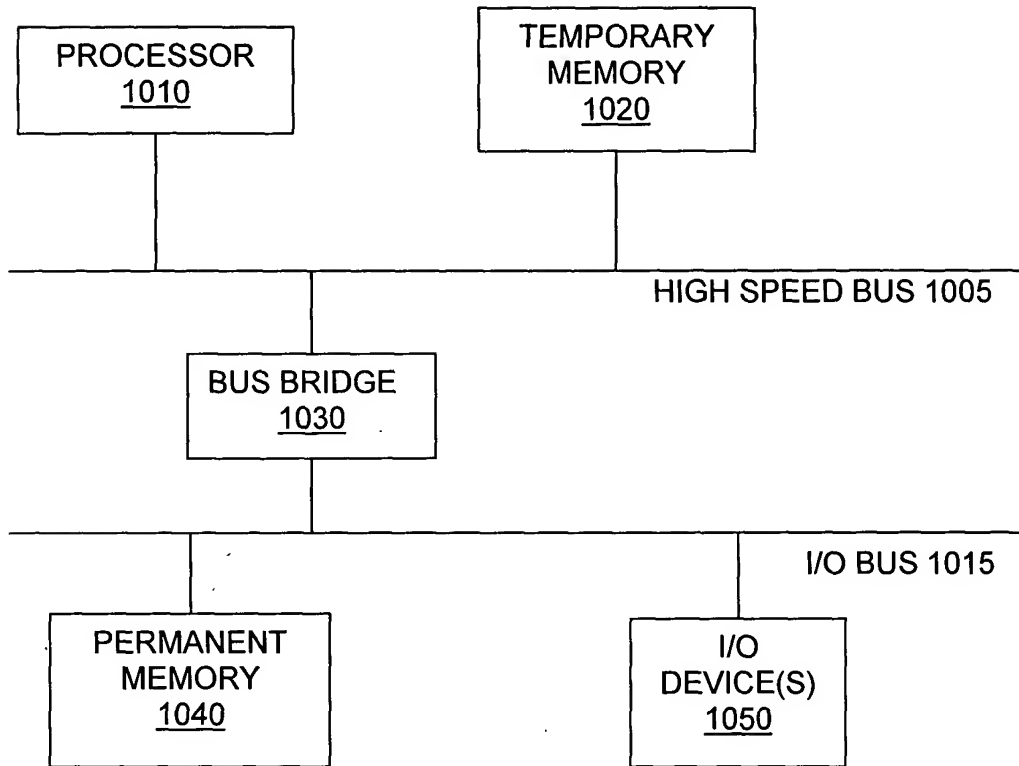 PROCESSOR
1010
TEMPORARY
MEMORY
1020
HIGH SPEED BUS 1005
BUS BRIDGE
1030
I/O BUS 1015
PERMANENT
MEMORY
1040
I/O
DEVICE(S)
1050